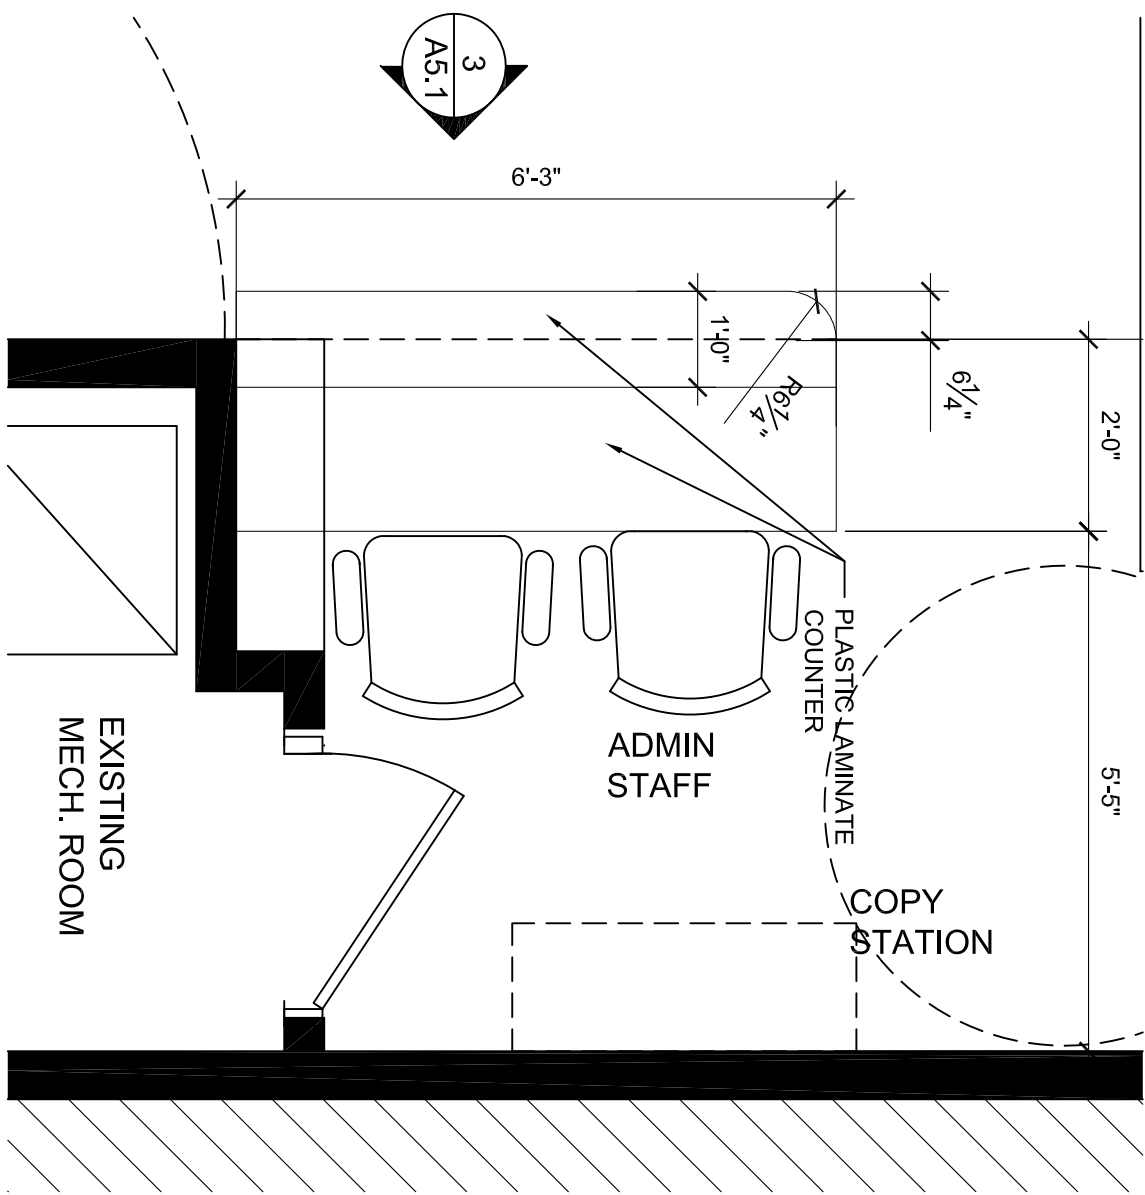 3
A5.1
6'-3"
1'-0"
R6¼"
6¼"
2'-0"
5'-5"
PLASTIC LAMINATE
COUNTER
ADMIN
STAFF
COPY
STATION
EXISTING
MECH. ROOM